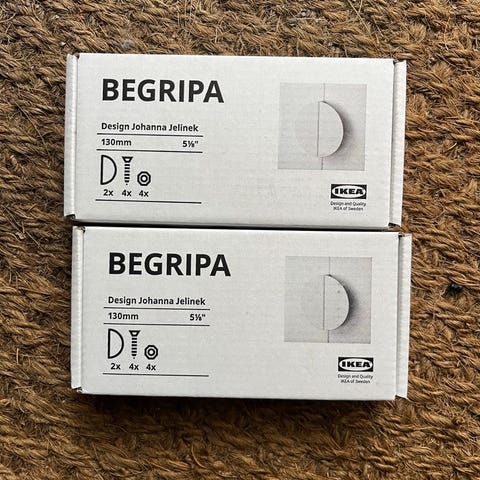 BEGRIPA
Design Johanna Jelinek
130mm 5⅛"
2x 4x 4x
IKEA
Design and Quality
IKEA of Sweden
BEGRIPA
Design Johanna Jelinek
130mm 5⅛"
2x 4x 4x
IKEA
Design and Quality
IKEA of Sweden